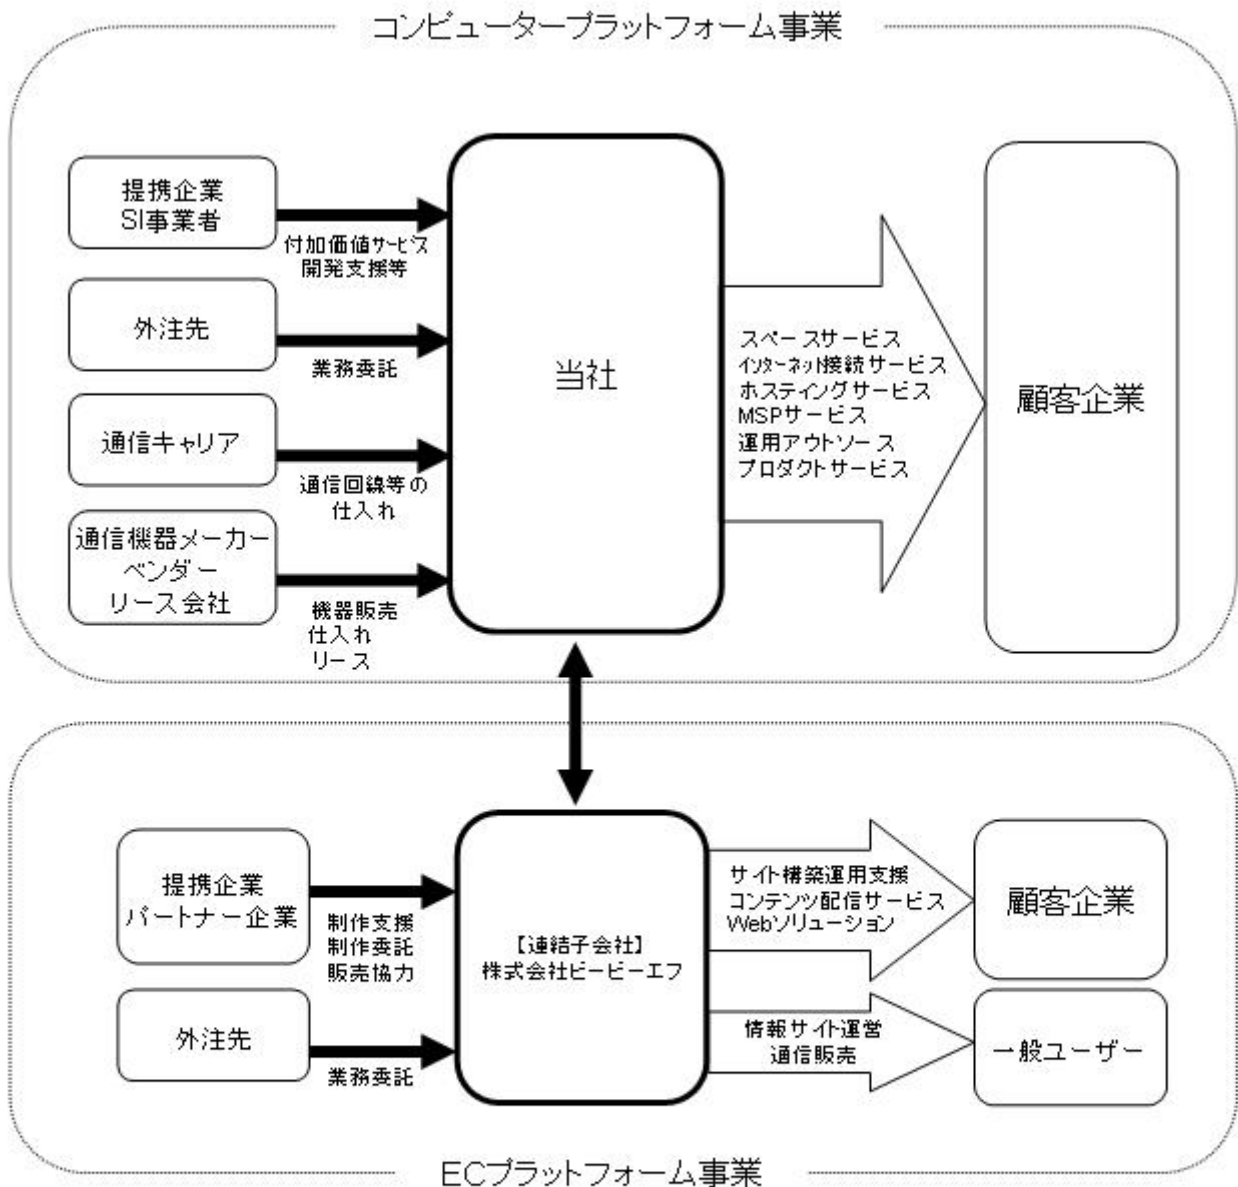 コンピュータープラットフォーム事業
提携企業
SI事業者
付加価値サービス
開発支援等
外注先
業務委託
通信キャリア
通信回線等の
仕入れ
通信機器メーカー
ベンダー
リース会社
機器販売
仕入れ
リース
当社
スペースサービス
インターネット接続サービス
ホスティングサービス
MSPサービス
運用アウトソース
プロダクトサービス
顧客企業
提携企業
パートナー企業
制作支援
制作委託
販売協力
外注先
業務委託
【連結子会社】
株式会社ビービーエフ
サイト構築運用支援
コンテンツ配信サービス
Webソリューション
顧客企業
情報サイト運営
通信販売
一般ユーザー
ECプラットフォーム事業